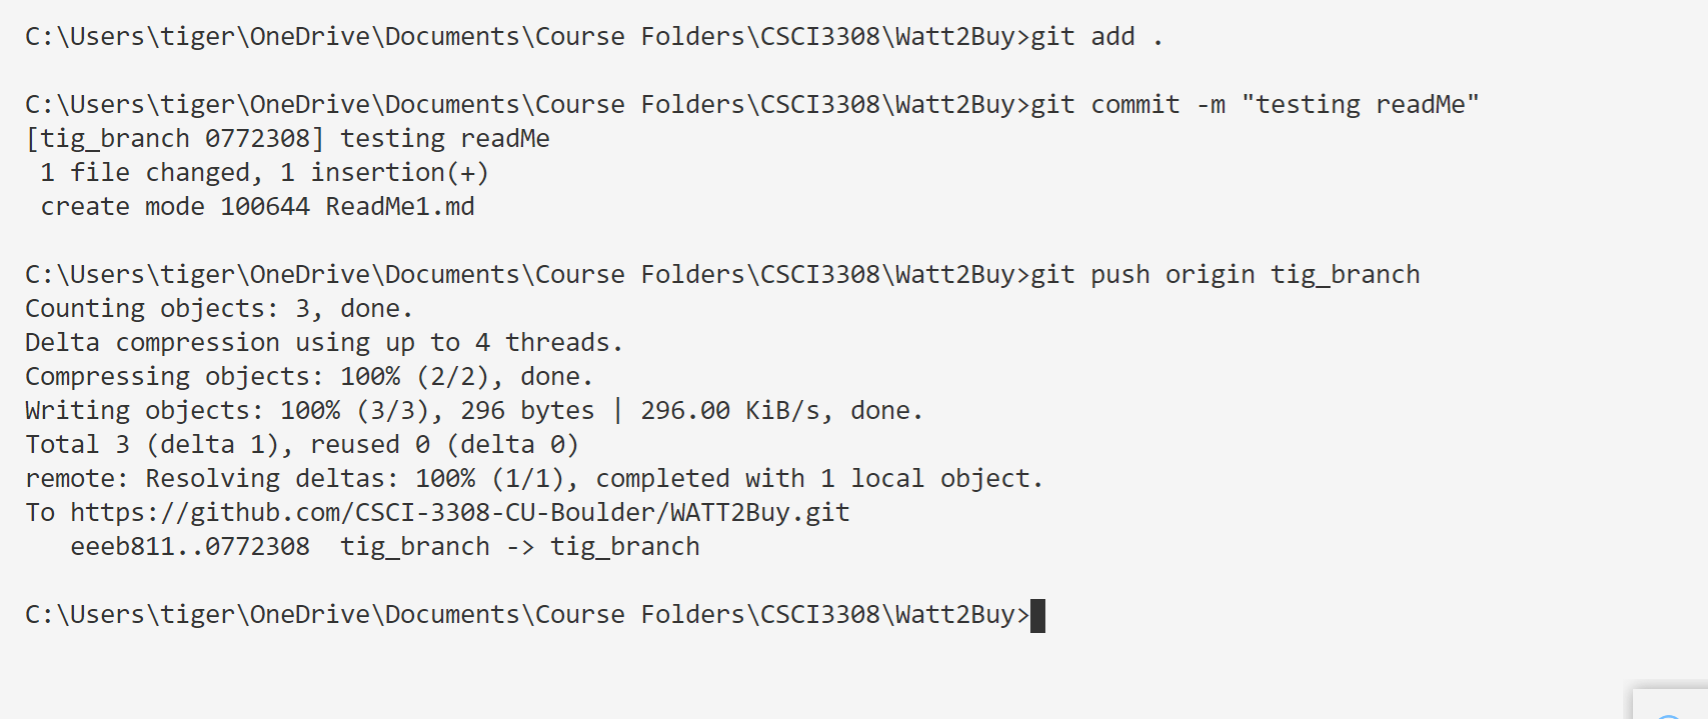 C:\Users\tiger\OneDrive\Documents\Course Folders\CSCI3308\Watt2Buy>git add .
C:\Users\tiger\OneDrive\Documents\Course Folders\CSCI3308\Watt2Buy>git commit -m "testing readMe"
[tig_branch 0772308] testing readMe
 1 file changed, 1 insertion(+)
 create mode 100644 ReadMe1.md
C:\Users\tiger\OneDrive\Documents\Course Folders\CSCI3308\Watt2Buy>git push origin tig_branch
Counting objects: 3, done.
Delta compression using up to 4 threads.
Compressing objects: 100% (2/2), done.
Writing objects: 100% (3/3), 296 bytes | 296.00 KiB/s, done.
Total 3 (delta 1), reused 0 (delta 0)
remote: Resolving deltas: 100% (1/1), completed with 1 local object.
To https://github.com/CSCI-3308-CU-Boulder/WATT2Buy.git
   eeeb811..0772308  tig_branch -> tig_branch
C:\Users\tiger\OneDrive\Documents\Course Folders\CSCI3308\Watt2Buy>